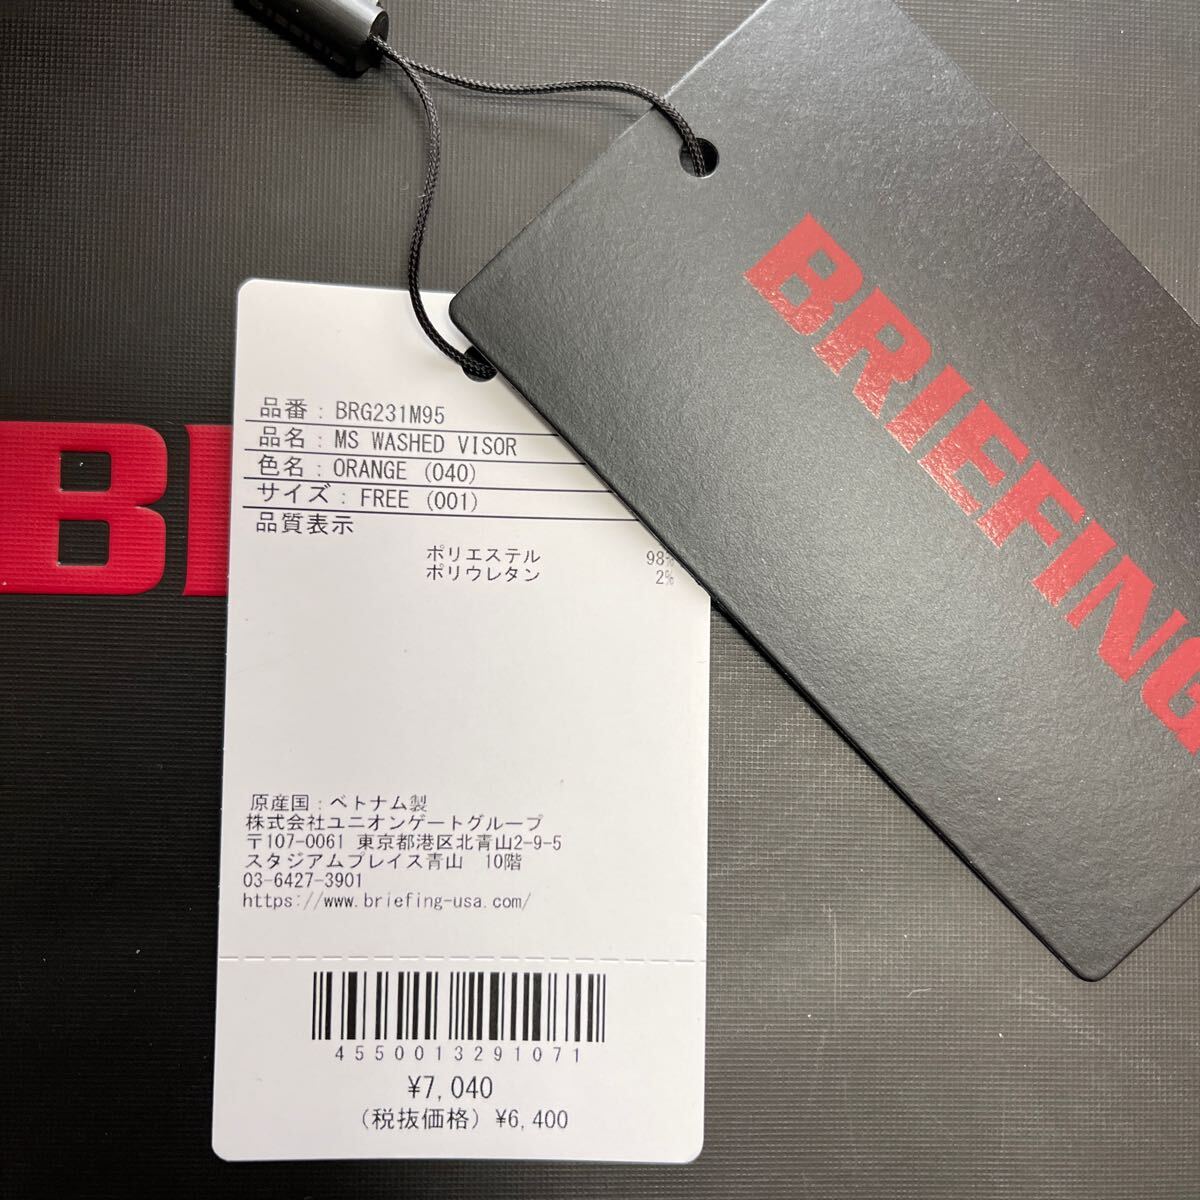 BRIEFING
品番：BRG231M95
品名：MS WASHED VISOR
色名：ORANGE (040)
サイズ：FREE (001)
品質表示
ポリエステル 98%
ポリウレタン 2%
原産国：ベトナム製
株式会社ユニオンゲートグループ
〒107-0061 東京都港区北青山2-9-5
スタジアムプレイス青山 10階
03-6427-3901
https://www.briefing-usa.com/
4550013291071
¥7,040
(税抜価格) ¥6,400